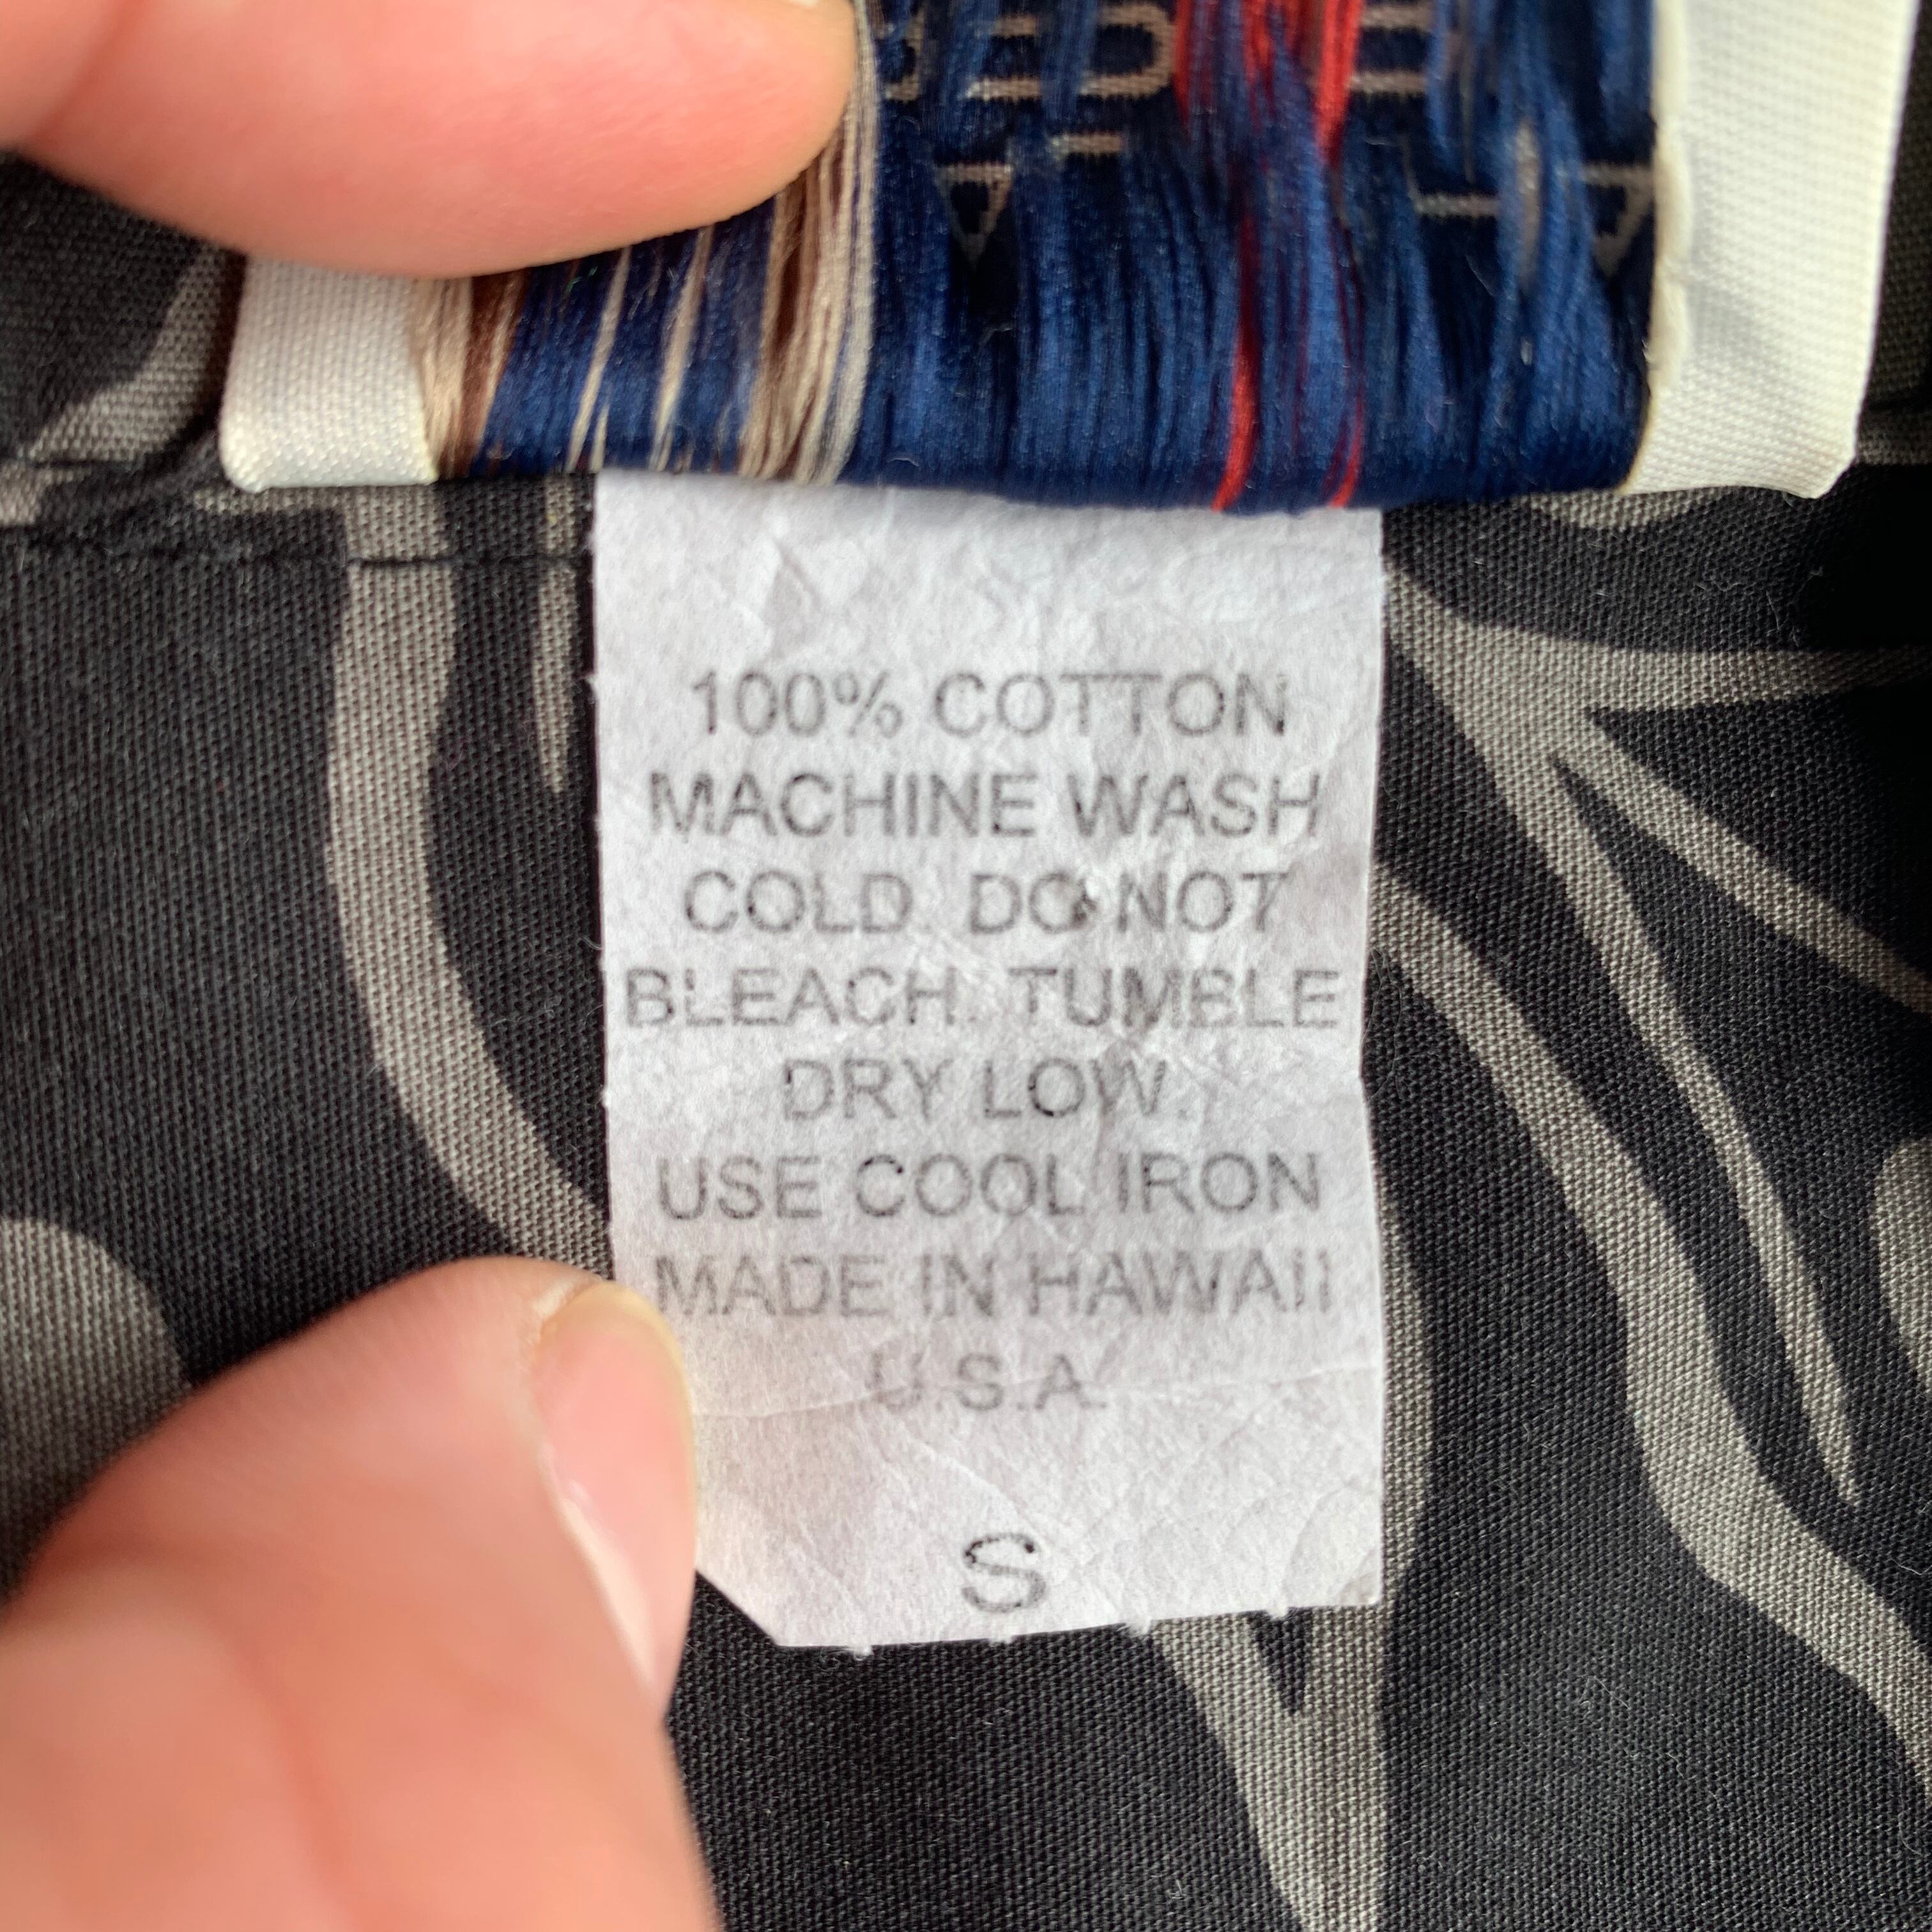 100% COTTON
MACHINE WASH
COLD. DO NOT
BLEACH. TUMBLE
DRY LOW.
USE COOL IRON
MADE IN HAWAII
U.S.A.
S